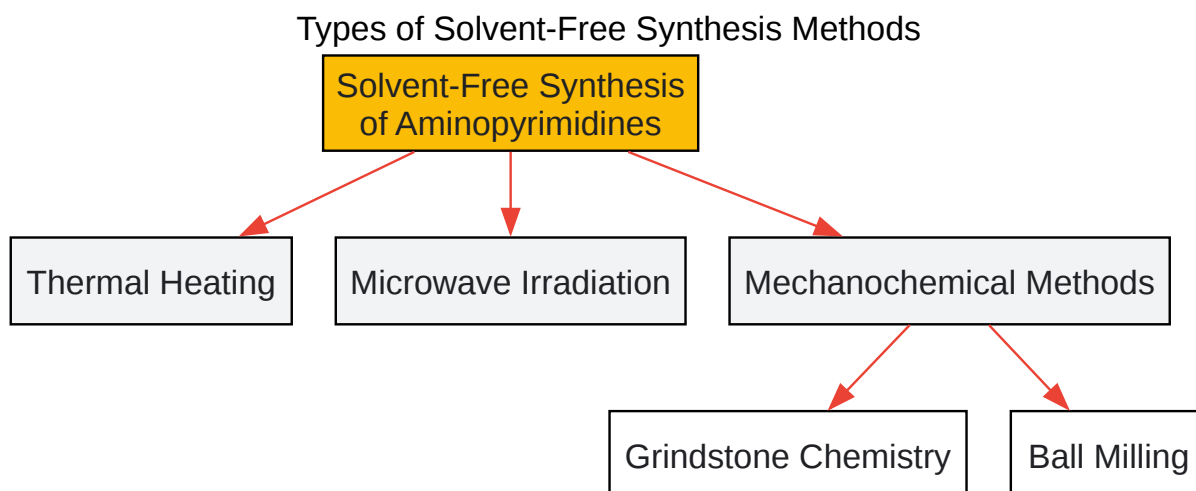 Types of Solvent-Free Synthesis Methods
Solvent-Free Synthesis
of Aminopyrimidines
Thermal Heating
Microwave Irradiation
Mechanochemical Methods
Grindstone Chemistry
Ball Milling